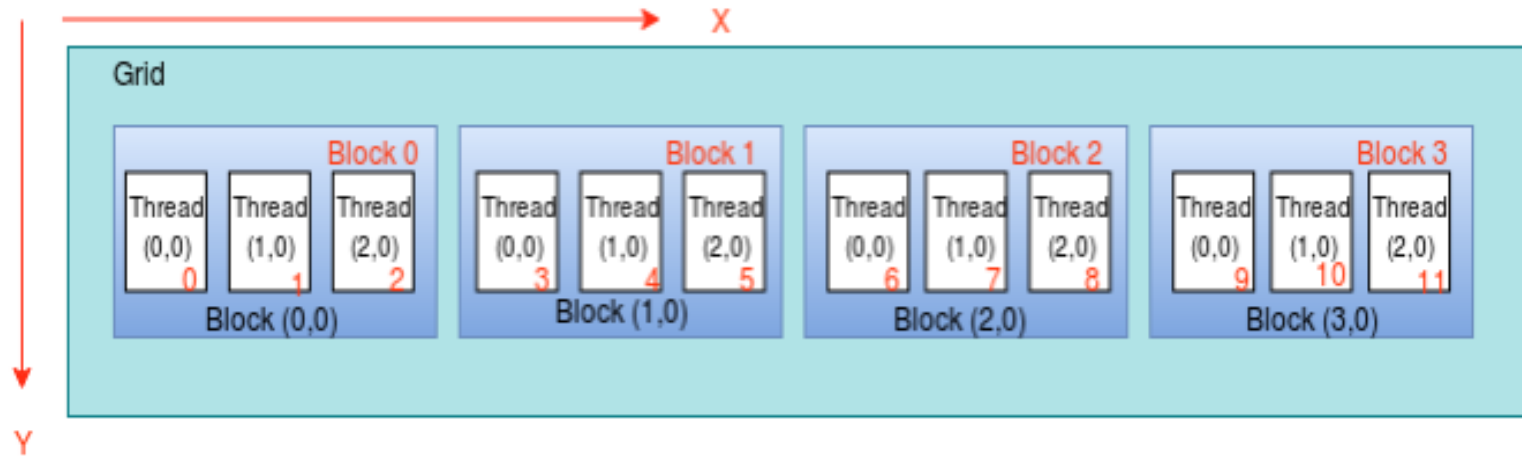 X
Grid
Block 0 Block 1 Block 2 Block 3
Thread Thread Thread Thread Thread Thread Thread Thread Thread Thread Thread Thread
(0,0) (1,0) (2,0) (0,0) (1,0) (2,0) (0,0) (1,0) (2,0) (0,0) (1,0) (2,0)
0 1 2 3 4 5 6 7 8 9 10 11
Block (0,0) Block (1,0) Block (2,0) Block (3,0)
Y